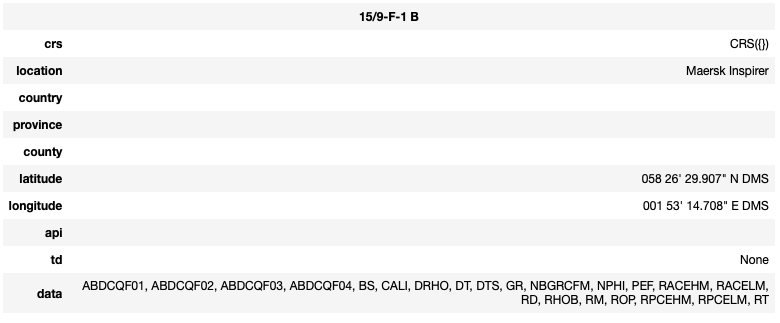 15/9-F-1 B
crs CRS({})
location Maersk Inspirer
country
province
county
latitude 058 26' 29.907" N DMS
longitude 001 53' 14.708" E DMS
api
td None
data ABDCQF01, ABDCQF02, ABDCQF03, ABDCQF04, BS, CALI, DRHO, DT, DTS, GR, NBGRCFM, NPHI, PEF, RACEHM, RACELM,
RD, RHOB, RM, ROP, RPCEHM, RPCELM, RT